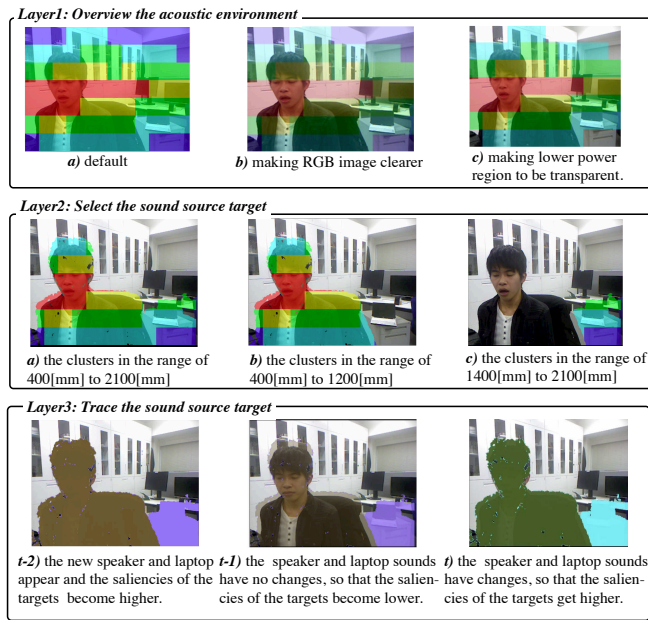 Layer1: Overview the acoustic environment
a) default
b) making RGB image clearer
c) making lower power
region to be transparent.
Layer2: Select the sound source target
a) the clusters in the range of
400[mm] to 2100[mm]
b) the clusters in the range of
400[mm] to 1200[mm]
c) the clusters in the range of
1400[mm] to 2100[mm]
Layer3: Trace the sound source target
t-2) the new speaker and laptop
appear and the saliencies of the
targets become higher.
t-1) the speaker and laptop sounds
have no changes, so that the salien-
cies of the targets become lower.
t) the speaker and laptop sounds
have changes, so that the salien-
cies of the targets get higher.